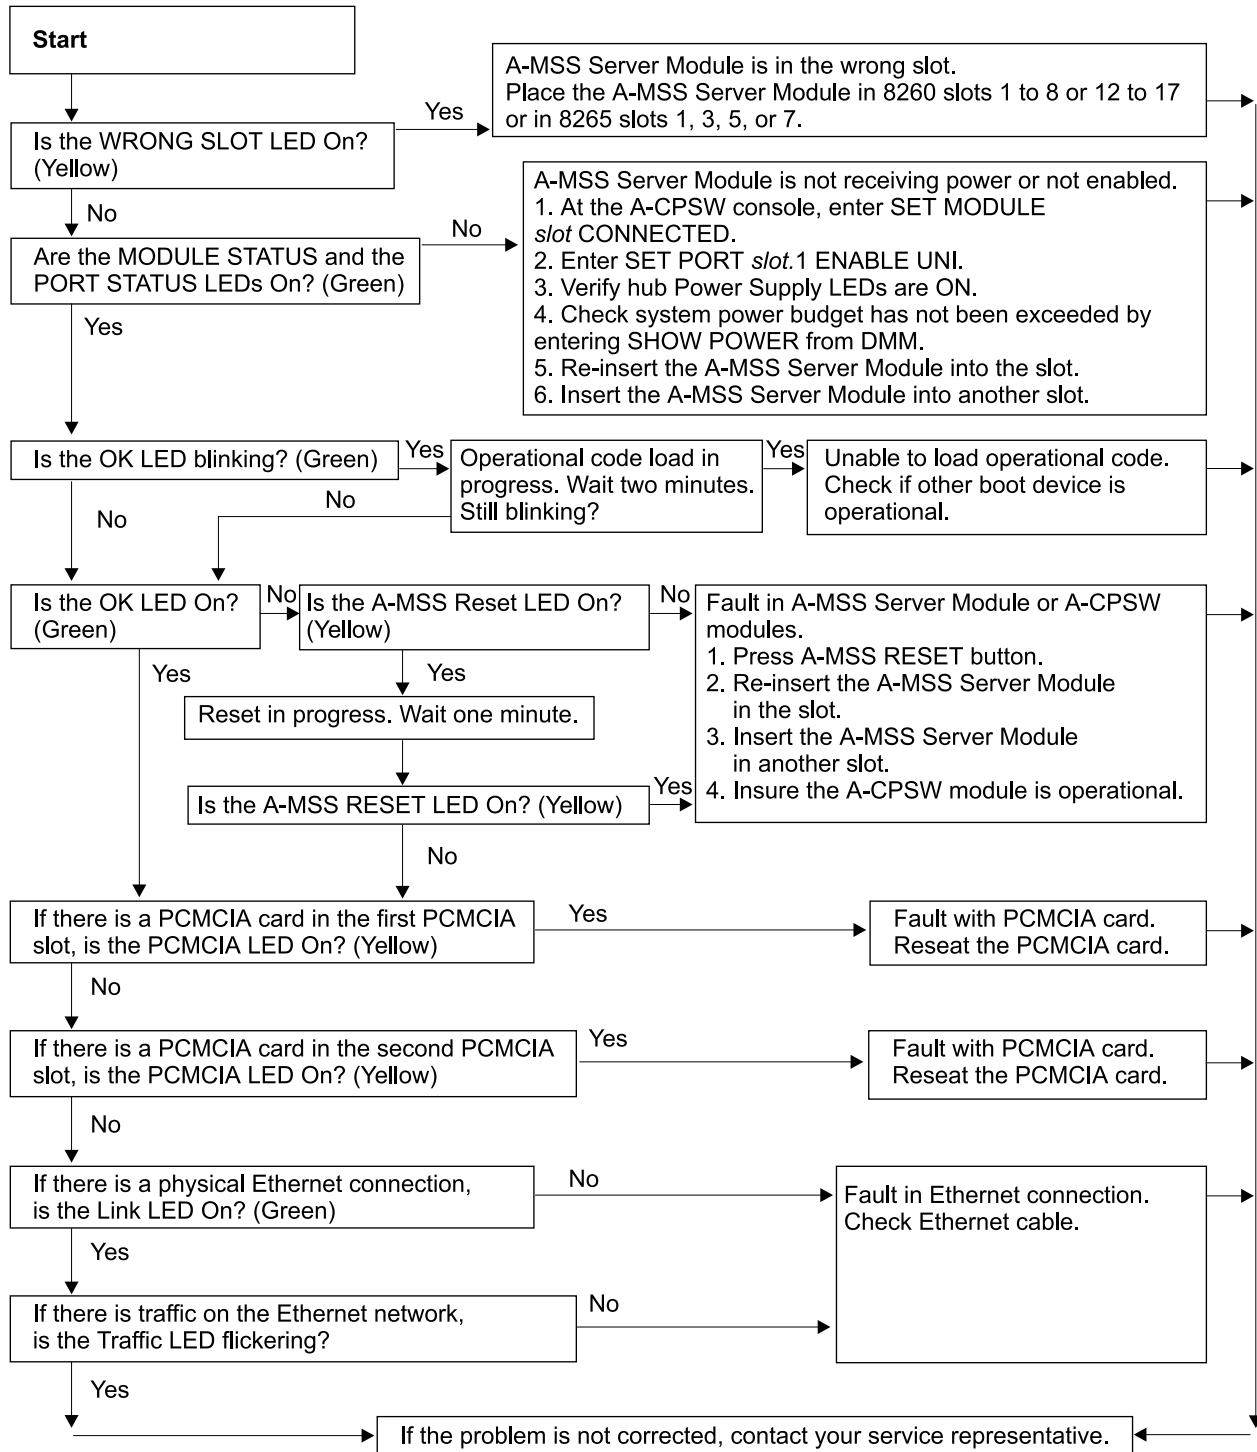 Start
A-MSS Server Module is in the wrong slot.
Place the A-MSS Server Module in 8260 slots 1 to 8 or 12 to 17
or in 8265 slots 1, 3, 5, or 7.
Yes
Is the WRONG SLOT LED On?
(Yellow)
No
A-MSS Server Module is not receiving power or not enabled.
1. At the A-CPSW console, enter SET MODULE
slot CONNECTED.
2. Enter SET PORT slot.1 ENABLE UNI.
3. Verify hub Power Supply LEDs are ON.
4. Check system power budget has not been exceeded by
entering SHOW POWER from DMM.
5. Re-insert the A-MSS Server Module into the slot.
6. Insert the A-MSS Server Module into another slot.
No
Are the MODULE STATUS and the
PORT STATUS LEDs On? (Green)
Yes
Is the OK LED blinking? (Green)
Yes
Operational code load in
progress. Wait two minutes.
Still blinking?
Yes
Unable to load operational code.
Check if other boot device is
operational.
No
No
Is the OK LED On?
(Green)
No
Is the A-MSS Reset LED On?
(Yellow)
No
Fault in A-MSS Server Module or A-CPSW
modules.
1. Press A-MSS RESET button.
2. Re-insert the A-MSS Server Module
in the slot.
3. Insert the A-MSS Server Module
in another slot.
4. Insure the A-CPSW module is operational.
Yes
Yes
Reset in progress. Wait one minute.
Is the A-MSS RESET LED On? (Yellow)
Yes
No
If there is a PCMCIA card in the first PCMCIA
slot, is the PCMCIA LED On? (Yellow)
Yes
Fault with PCMCIA card.
Reseat the PCMCIA card.
No
If there is a PCMCIA card in the second PCMCIA
slot, is the PCMCIA LED On? (Yellow)
Yes
Fault with PCMCIA card.
Reseat the PCMCIA card.
No
If there is a physical Ethernet connection,
is the Link LED On? (Green)
No
Fault in Ethernet connection.
Check Ethernet cable.
Yes
If there is traffic on the Ethernet network,
is the Traffic LED flickering?
No
Yes
If the problem is not corrected, contact your service representative.